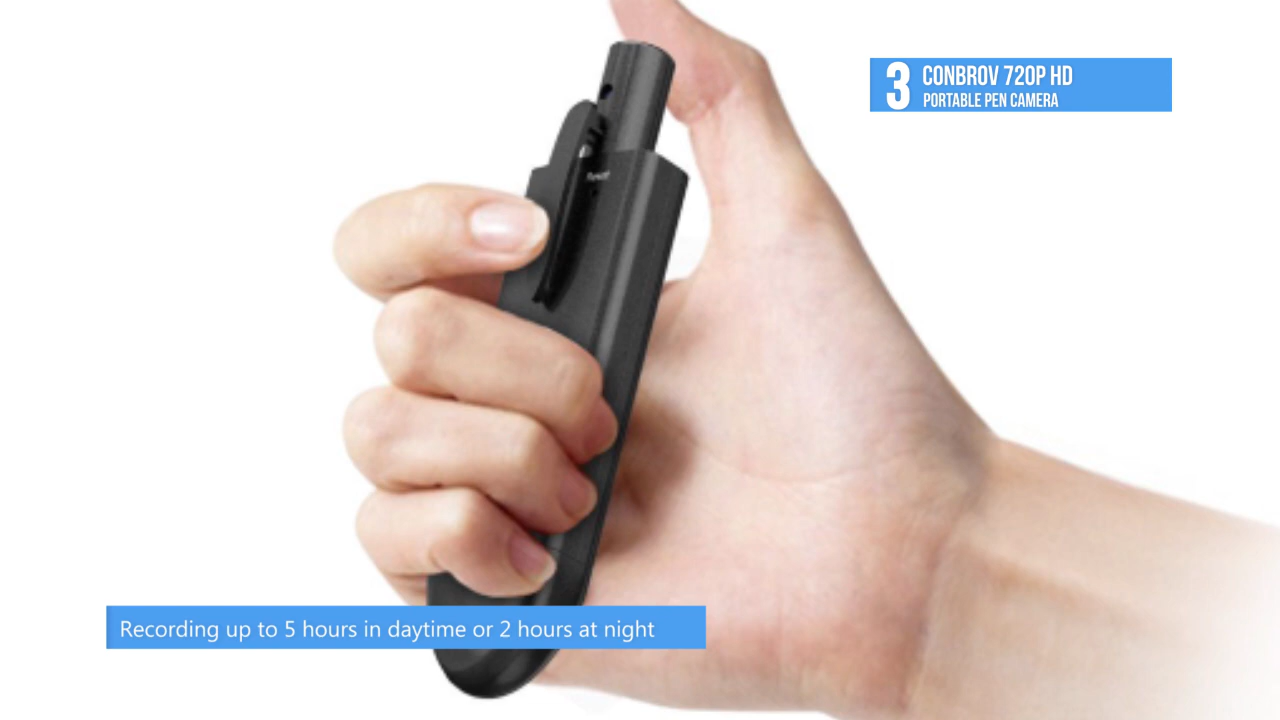 3
CONBROV 720P HD
PORTABLE PEN CAMERA
Reset
Recording up to 5 hours in daytime or 2 hours at night